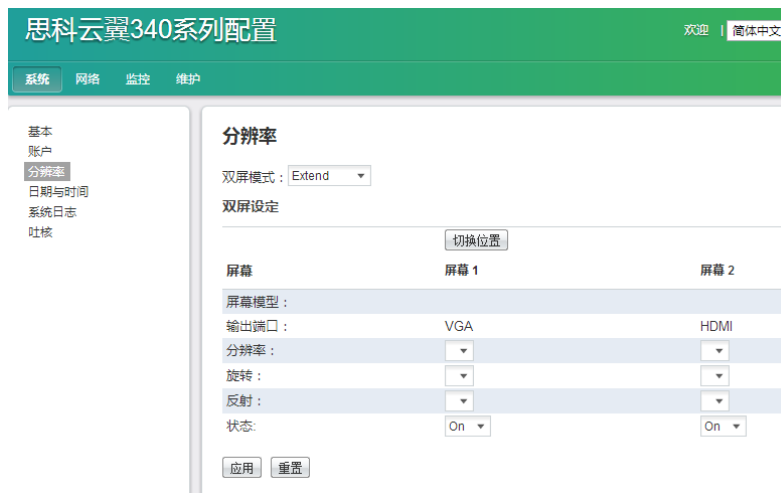 思科云翼340系列配置
欢迎 | 简体中文
系统 网络 监控 维护
基本
账户
分辨率
日期与时间
系统日志
吐核
分辨率
双屏模式： Extend
双屏设定
切换位置
屏幕 屏幕 1 屏幕 2
屏幕模型：
输出端口： VGA HDMI
分辨率：
旋转：
反射：
状态: On On
应用 重置